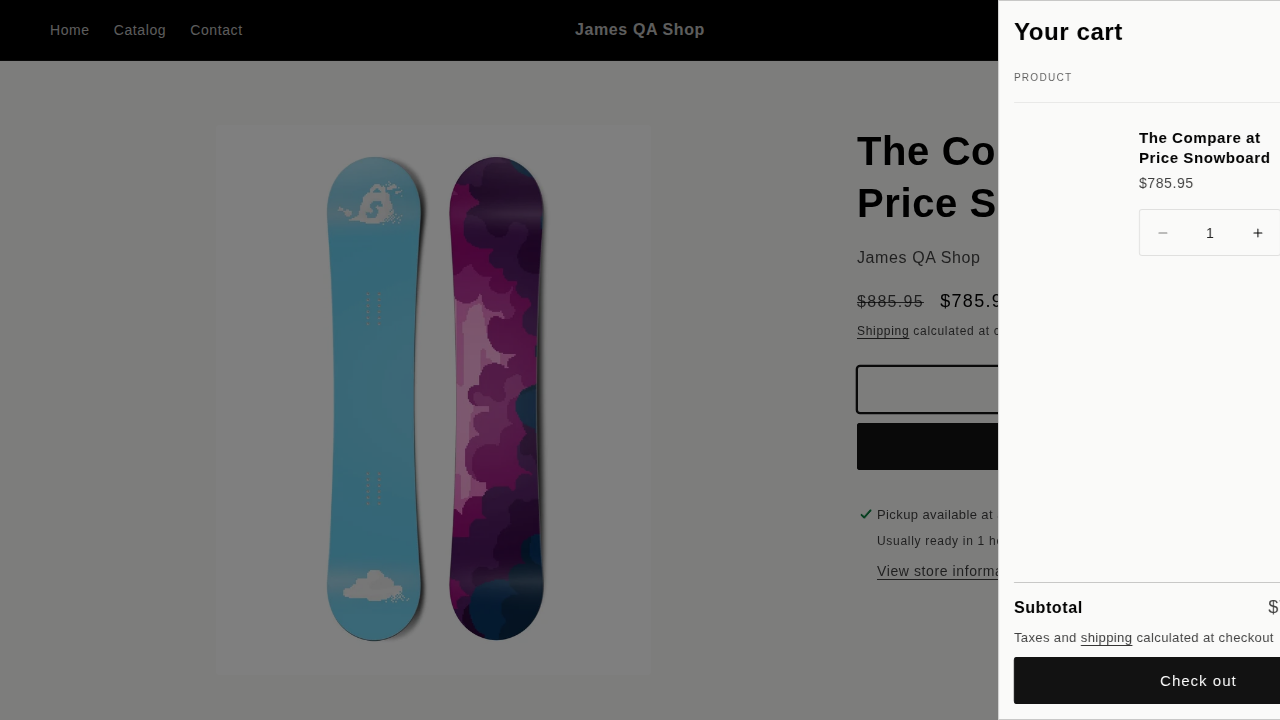 Home
Catalog
Contact
James QA Shop
The Co
Price S
James QA Shop
$885.95 $785.9
Shipping calculated at c
Pickup available at
Usually ready in 1 h
View store informa
Your cart
PRODUCT
The Compare at
Price Snowboard
$785.95
− 1 +
Subtotal
Taxes and shipping calculated at checkout
Check out